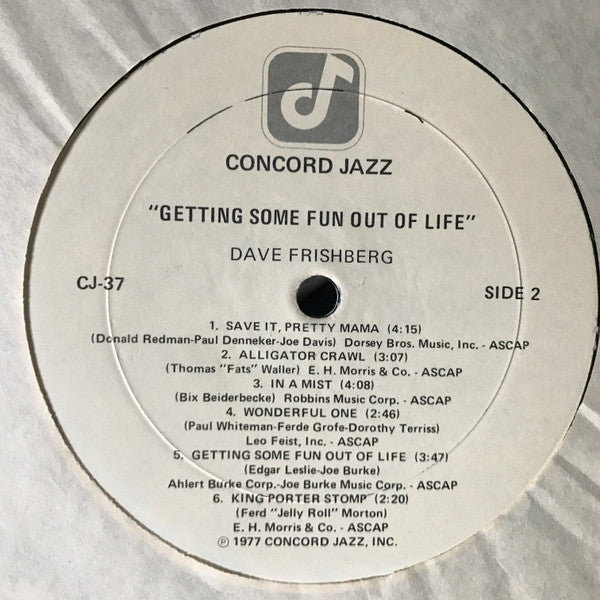 CONCORD JAZZ
"GETTING SOME FUN OUT OF LIFE"
DAVE FRISHBERG
CJ-37
SIDE 2
1. SAVE IT, PRETTY MAMA (4:15)
(Donald Redman-Paul Denneker-Joe Davis) Dorsey Bros. Music, Inc. - ASCAP
2. ALLIGATOR CRAWL (3:07)
(Thomas "Fats" Waller) E. H. Morris & Co. - ASCAP
3. IN A MIST (4:08)
(Bix Beiderbecke) Robbins Music Corp. - ASCAP
4. WONDERFUL ONE (2:46)
(Paul Whiteman-Ferde Grofe-Dorothy Terriss)
Leo Feist, Inc. - ASCAP
5. GETTING SOME FUN OUT OF LIFE (3:47)
(Edgar Leslie-Joe Burke)
Ahlert Burke Corp.-Joe Burke Music Corp. - ASCAP
6. KING PORTER STOMP (2:20)
(Ferd "Jelly Roll" Morton)
E. H. Morris & Co. - ASCAP
℗ 1977 CONCORD JAZZ, INC.